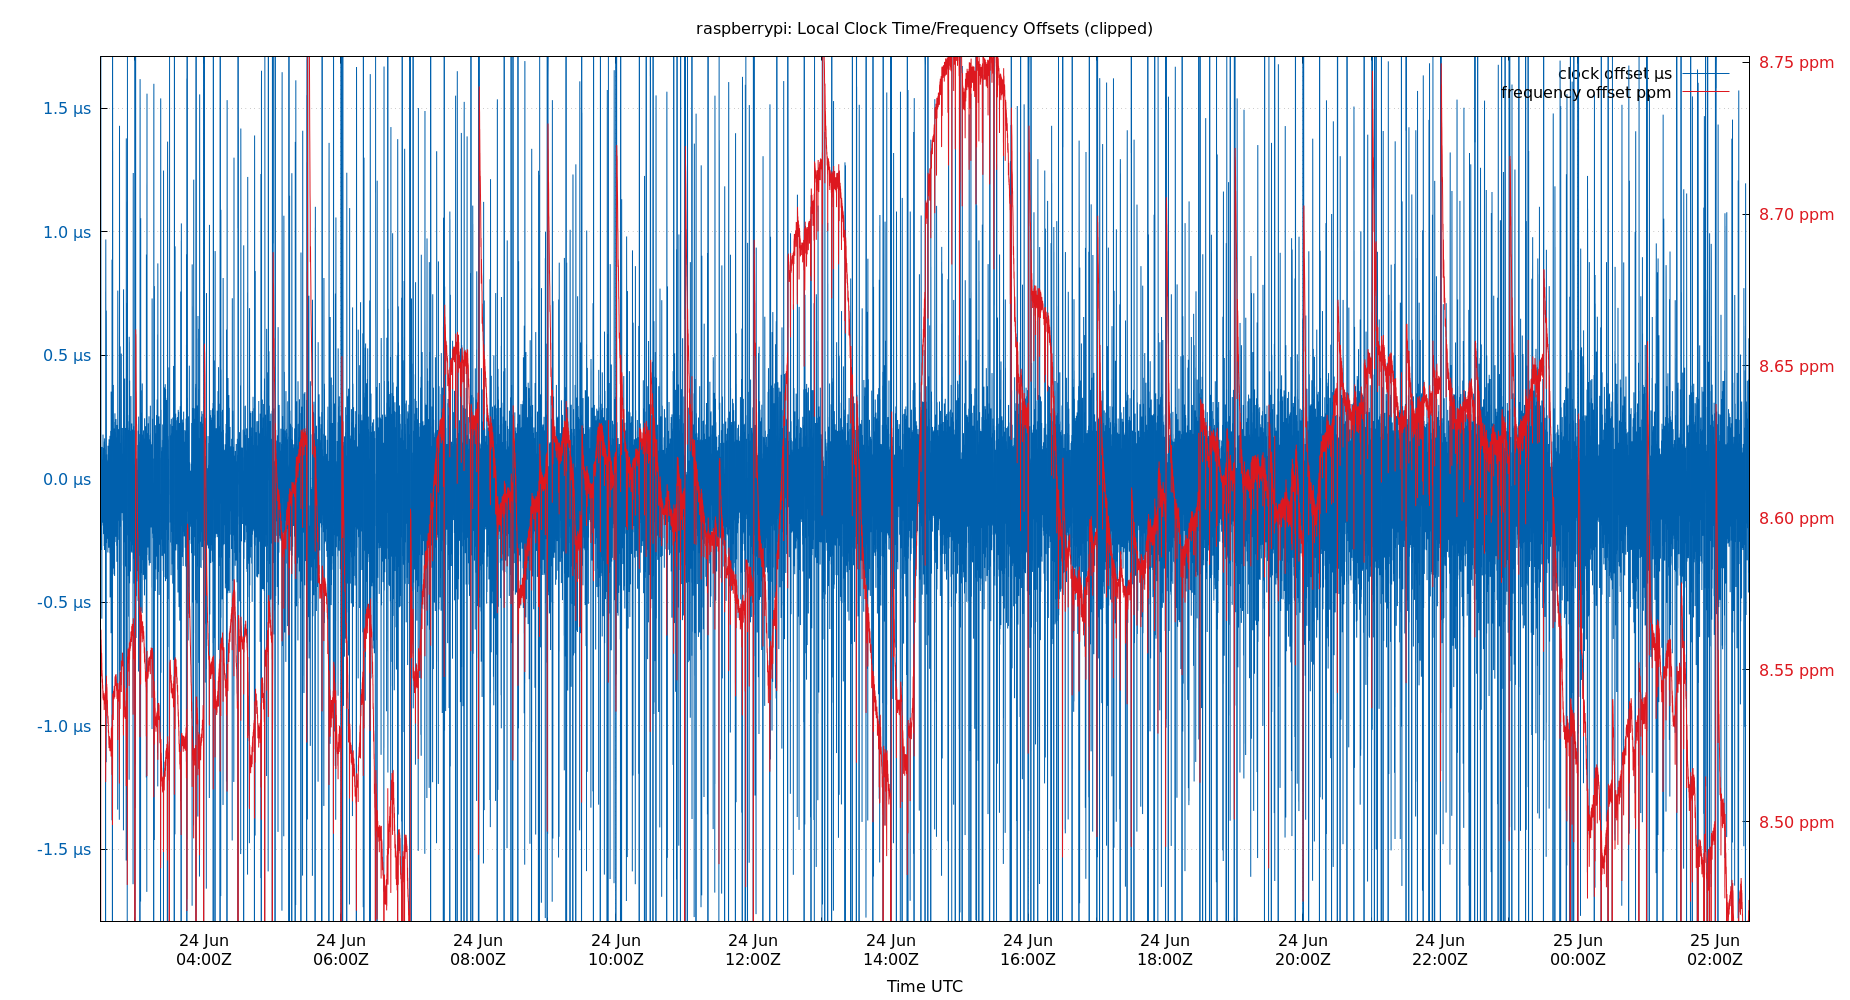 raspberrypi: Local Clock Time/Frequency Offsets (clipped)
clock offset µs
frequency offset ppm
1.5 µs
1.0 µs
0.5 µs
0.0 µs
-0.5 µs
-1.0 µs
-1.5 µs
8.75 ppm
8.70 ppm
8.65 ppm
8.60 ppm
8.55 ppm
8.50 ppm
24 Jun 24 Jun 24 Jun 24 Jun 24 Jun 24 Jun 24 Jun 24 Jun 24 Jun 24 Jun 25 Jun 25 Jun
04:00Z 06:00Z 08:00Z 10:00Z 12:00Z 14:00Z 16:00Z 18:00Z 20:00Z 22:00Z 00:00Z 02:00Z
Time UTC